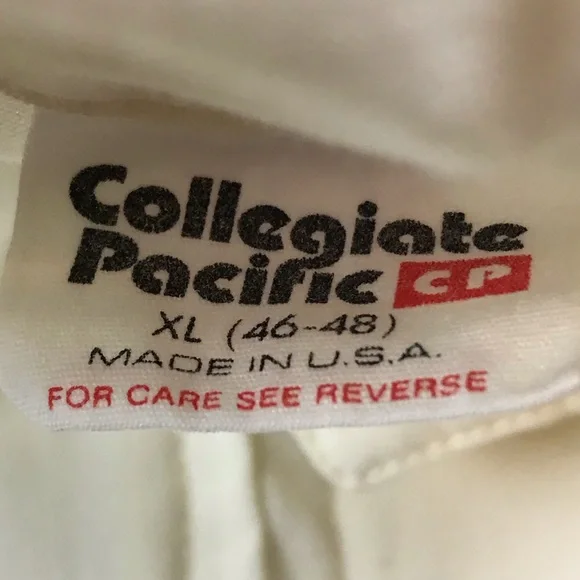 Collegiate
Pacific CP
XL (46-48)
MADE IN U.S.A.
FOR CARE SEE REVERSE